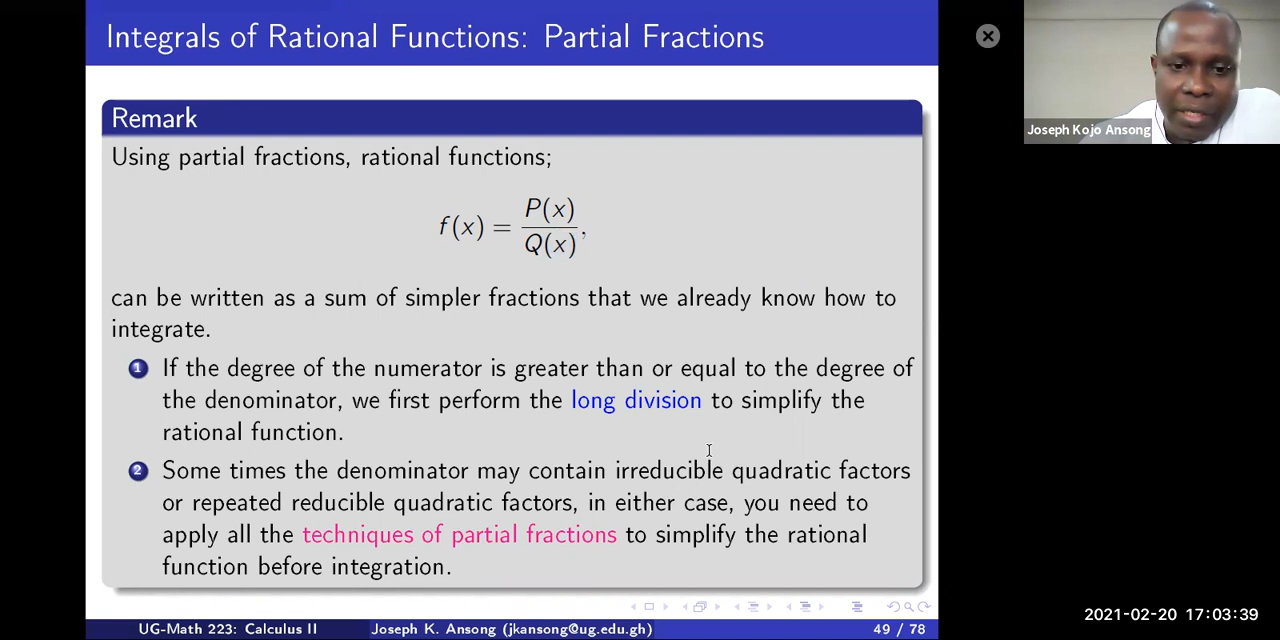 Integrals of Rational Functions: Partial Fractions
Remark
Using partial fractions, rational functions;
f(x) = P(x)/Q(x),
can be written as a sum of simpler fractions that we already know how to
integrate.
1 If the degree of the numerator is greater than or equal to the degree of
the denominator, we first perform the long division to simplify the
rational function.
2 Some times the denominator may contain irreducible quadratic factors
or repeated reducible quadratic factors, in either case, you need to
apply all the techniques of partial fractions to simplify the rational
function before integration.
UG-Math 223: Calculus II
Joseph K. Ansong (jkansong@ug.edu.gh)
49 / 78
Joseph Kojo Ansong
2021-02-20 17:03:39